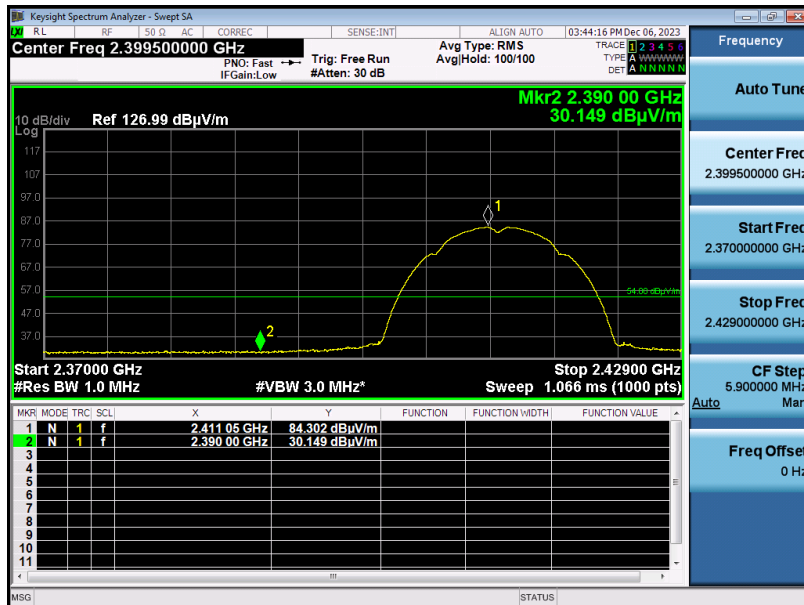 Keysight Spectrum Analyzer - Swept SA
LXI RL RF 50 Ω AC CORREC SENSE:INT ALIGN AUTO 03:44:16 PM Dec 06, 2023
Center Freq 2.399500000 GHz
PNO: Fast
IFGain:Low
Trig: Free Run
#Atten: 30 dB
Avg Type: RMS
Avg|Hold: 100/100
TRACE 1 2 3 4 5 6
TYPE A WWWWW
DET A N N N N N
Mkr2 2.390 00 GHz
30.149 dBµV/m
10 dB/div Ref 126.99 dBµV/m
Log
117
107
97.0
87.0
77.0
67.0
57.0
47.0
37.0
1
2
54.00 dBµV/m
Start 2.37000 GHz Stop 2.42900 GHz
#Res BW 1.0 MHz #VBW 3.0 MHz* Sweep 1.066 ms (1000 pts)
MKR MODE TRC SCL X Y FUNCTION FUNCTION WIDTH FUNCTION VALUE
1 N 1 f 2.411 05 GHz 84.302 dBµV/m
2 N 1 f 2.390 00 GHz 30.149 dBµV/m
3
4
5
6
7
8
9
10
11
MSG STATUS
Frequency
Auto Tune
Center Freq
2.399500000 GHz
Start Freq
2.370000000 GHz
Stop Freq
2.429000000 GHz
CF Step
5.900000 MHz
Auto Man
Freq Offset
0 Hz